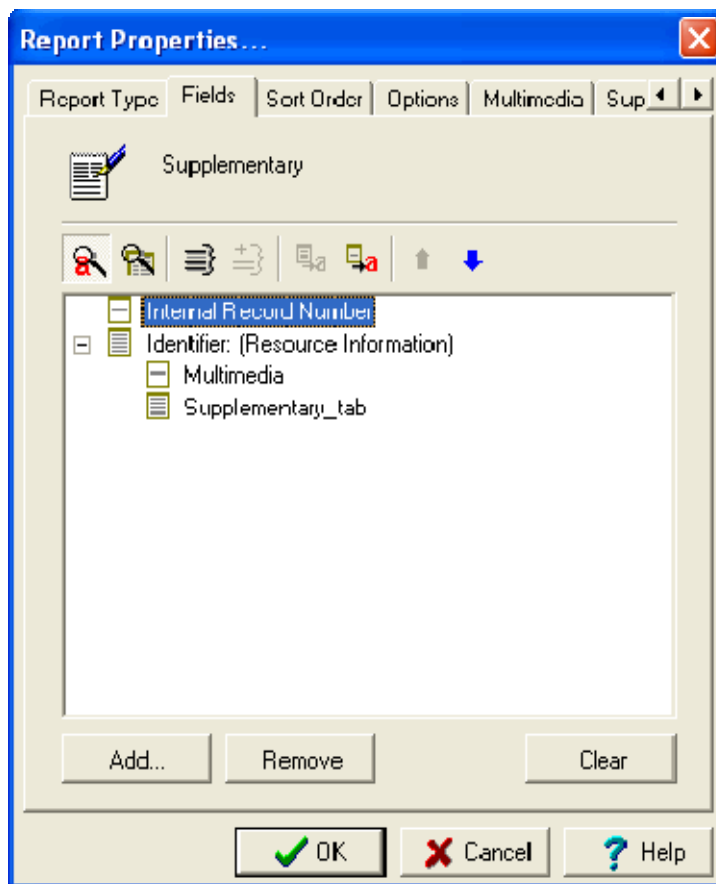 Report Properties...
Report Type Fields Sort Order Options Multimedia Sup
Supplementary
Internal Record Number
Identifier: (Resource Information)
Multimedia
Supplementary_tab
Add... Remove Clear
OK Cancel Help